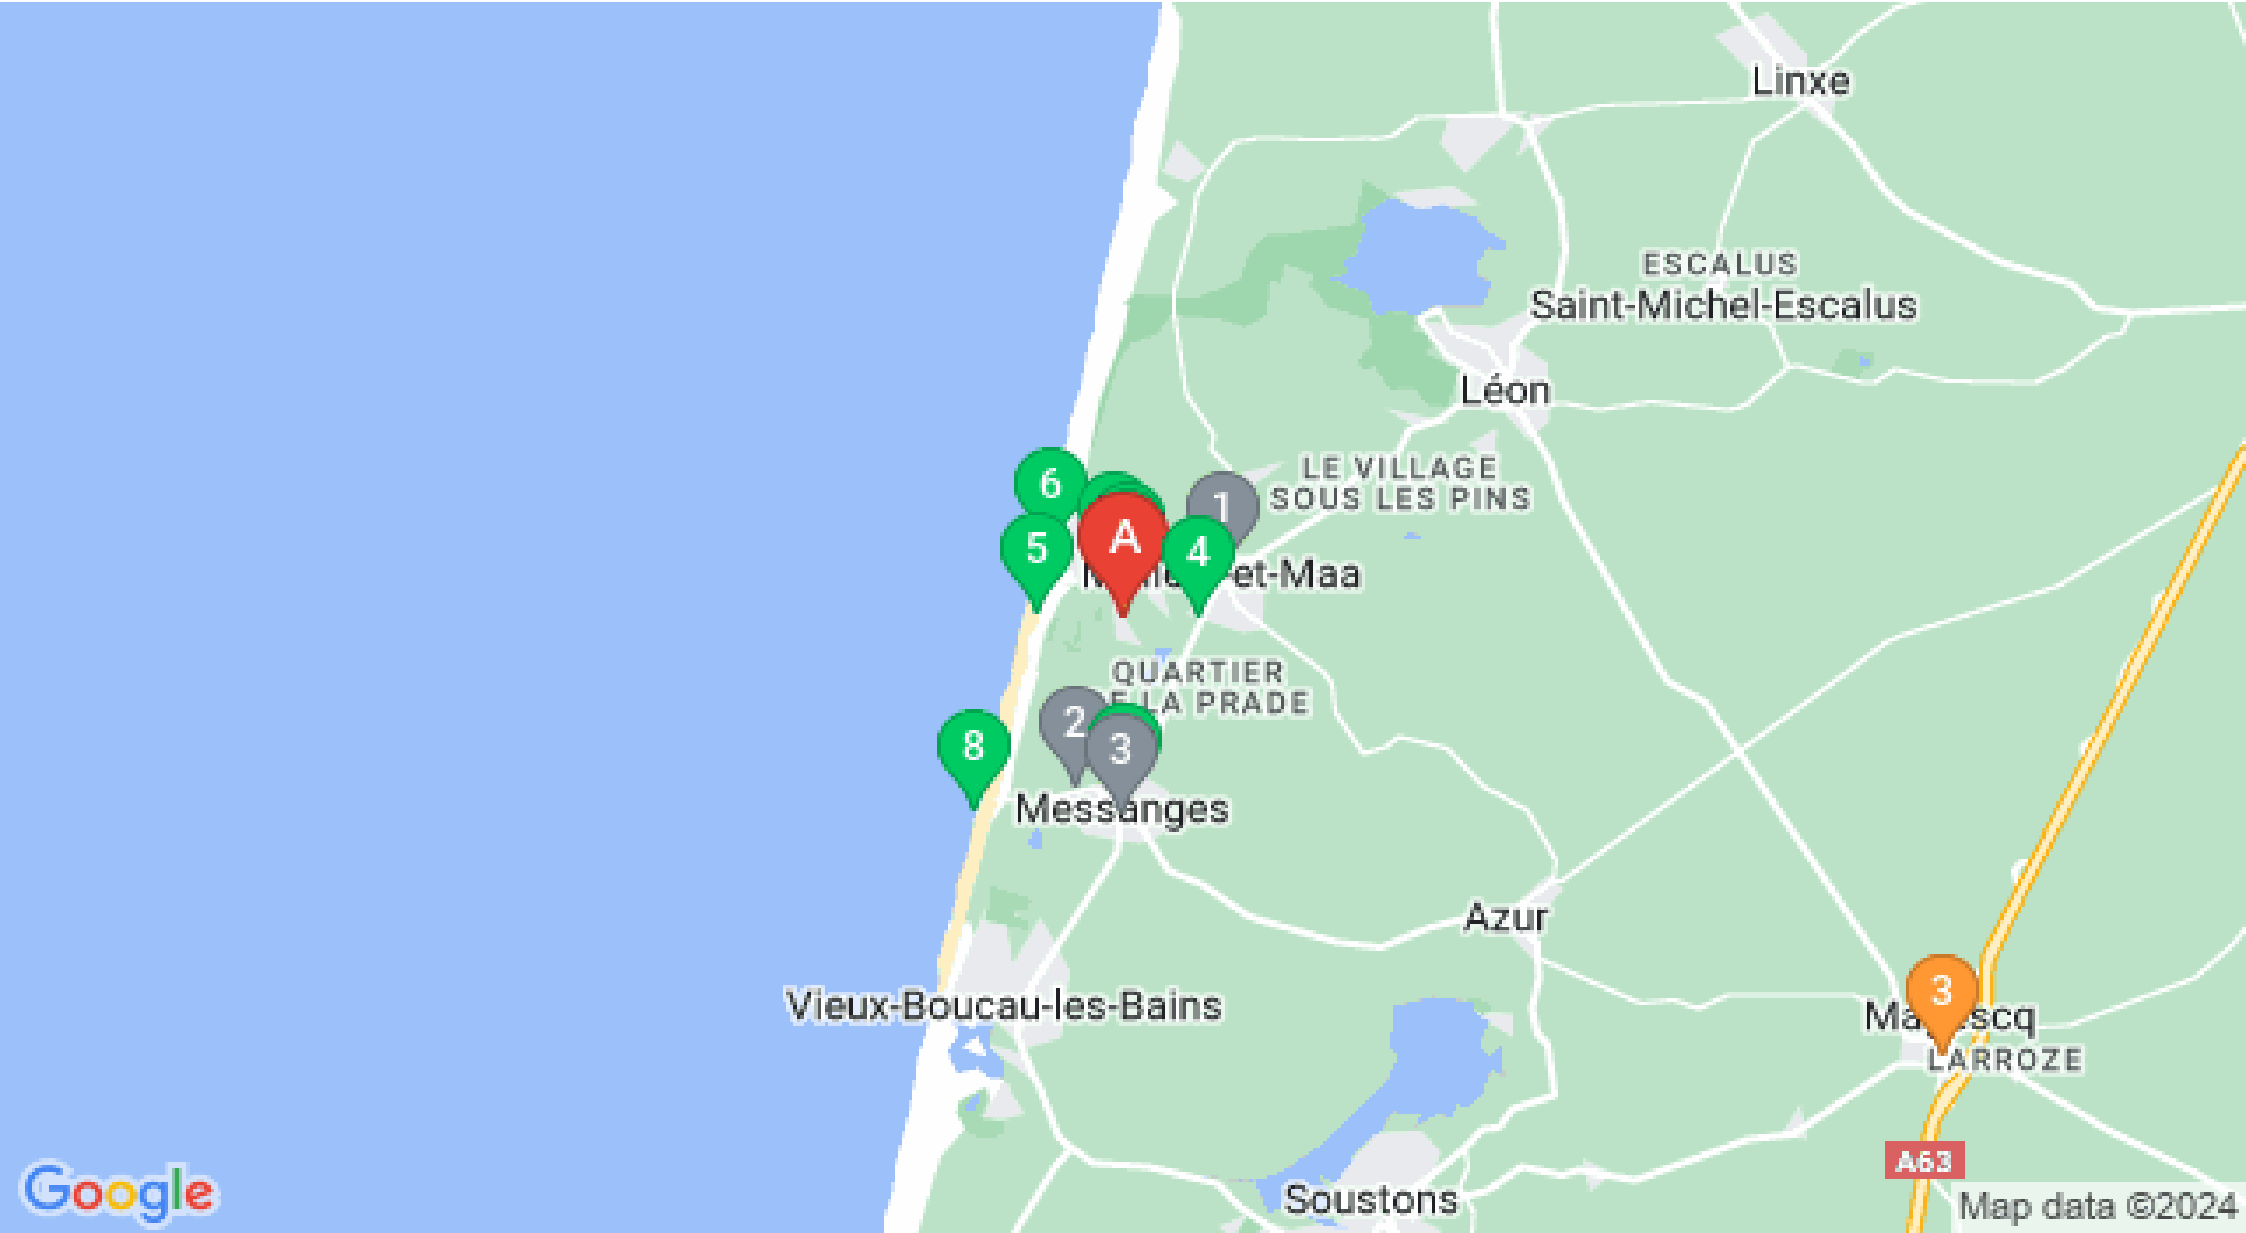 Linxe
ESCALUS
Saint-Michel-Escalus
Léon
LE VILLAGE
SOUS LES PINS
6
1
A
5
4
et-Maa
QUARTIER
LA PRADE
2
8
3
Messanges
Azur
3
Vieux-Boucau-les-Bains
LARROZE
A63
Soustons
Google
Map data ©2024